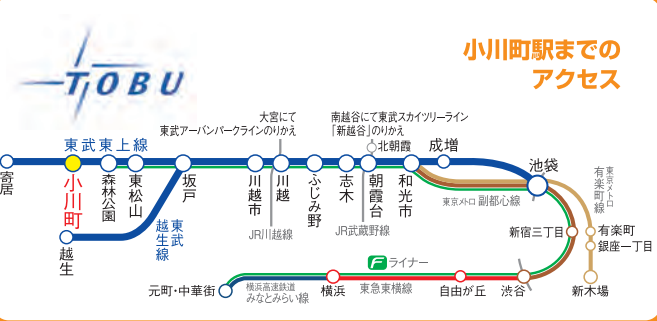 TOBU
小川町駅までの
アクセス
大宮にて
東武アーバンパークラインのりかえ
南越谷にて東武スカイツリーライン
「新越谷」のりかえ
北朝霞
東武東上線
寄居
小川町
森林公園
東松山
坂戸
川越市
川越
ふじみ野
志木
朝霞台
和光市
成増
池袋
越生
東武
越生線
JR川越線
JR武蔵野線
東京メトロ 副都心線
東京メトロ
有楽町線
新宿三丁目
有楽町
銀座一丁目
新木場
F ライナー
元町・中華街
横浜高速鉄道
みなとみらい線
横浜
東急東横線
自由が丘
渋谷